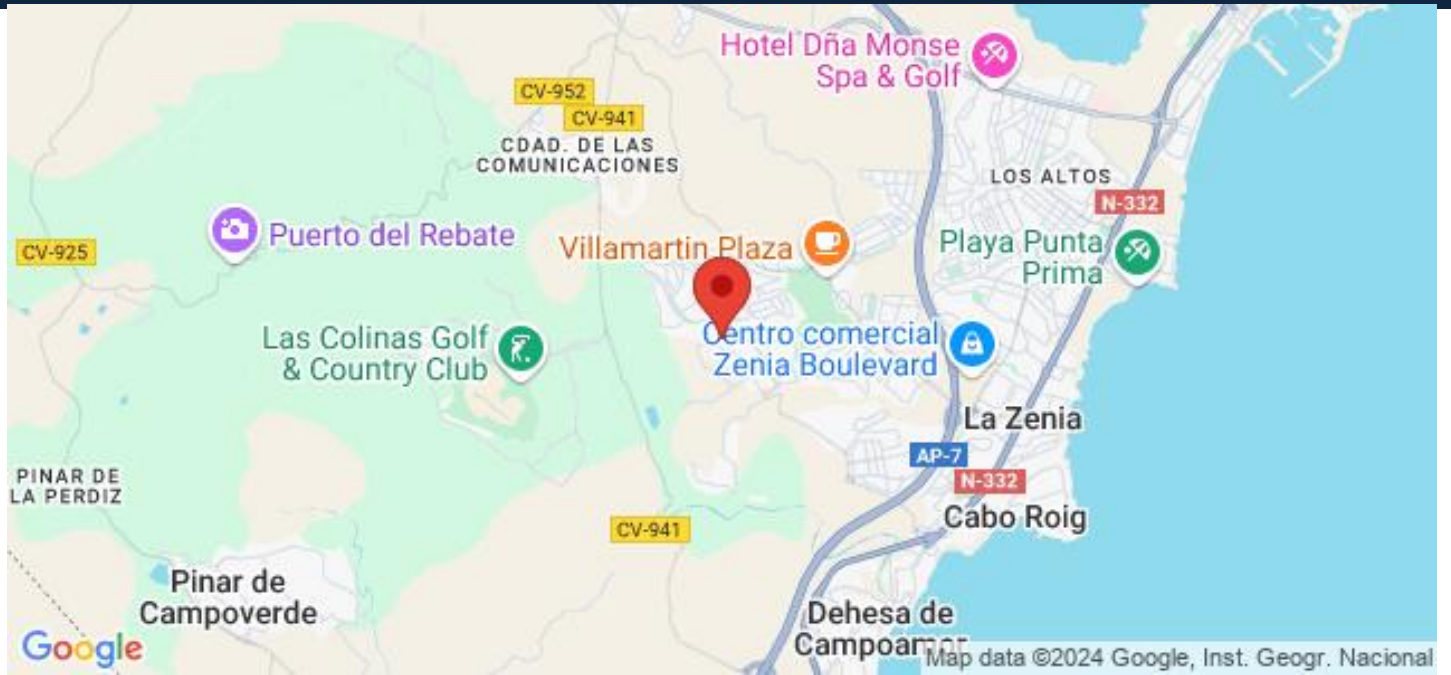 Hotel Dña Monse
Spa & Golf
CV-952
CV-941
CDAD. DE LAS
COMUNICACIONES
LOS ALTOS
N-332
Puerto del Rebate
CV-925
Villamartin Plaza
Playa Punta
Prima
Las Colinas Golf
& Country Club
Centro comercial
Zenia Boulevard
La Zenia
AP-7
N-332
PINAR DE
LA PERDIZ
Cabo Roig
CV-941
Pinar de
Campoverde
Dehesa de
Campoamor
Google
Map data ©2024 Google, Inst. Geogr. Nacional